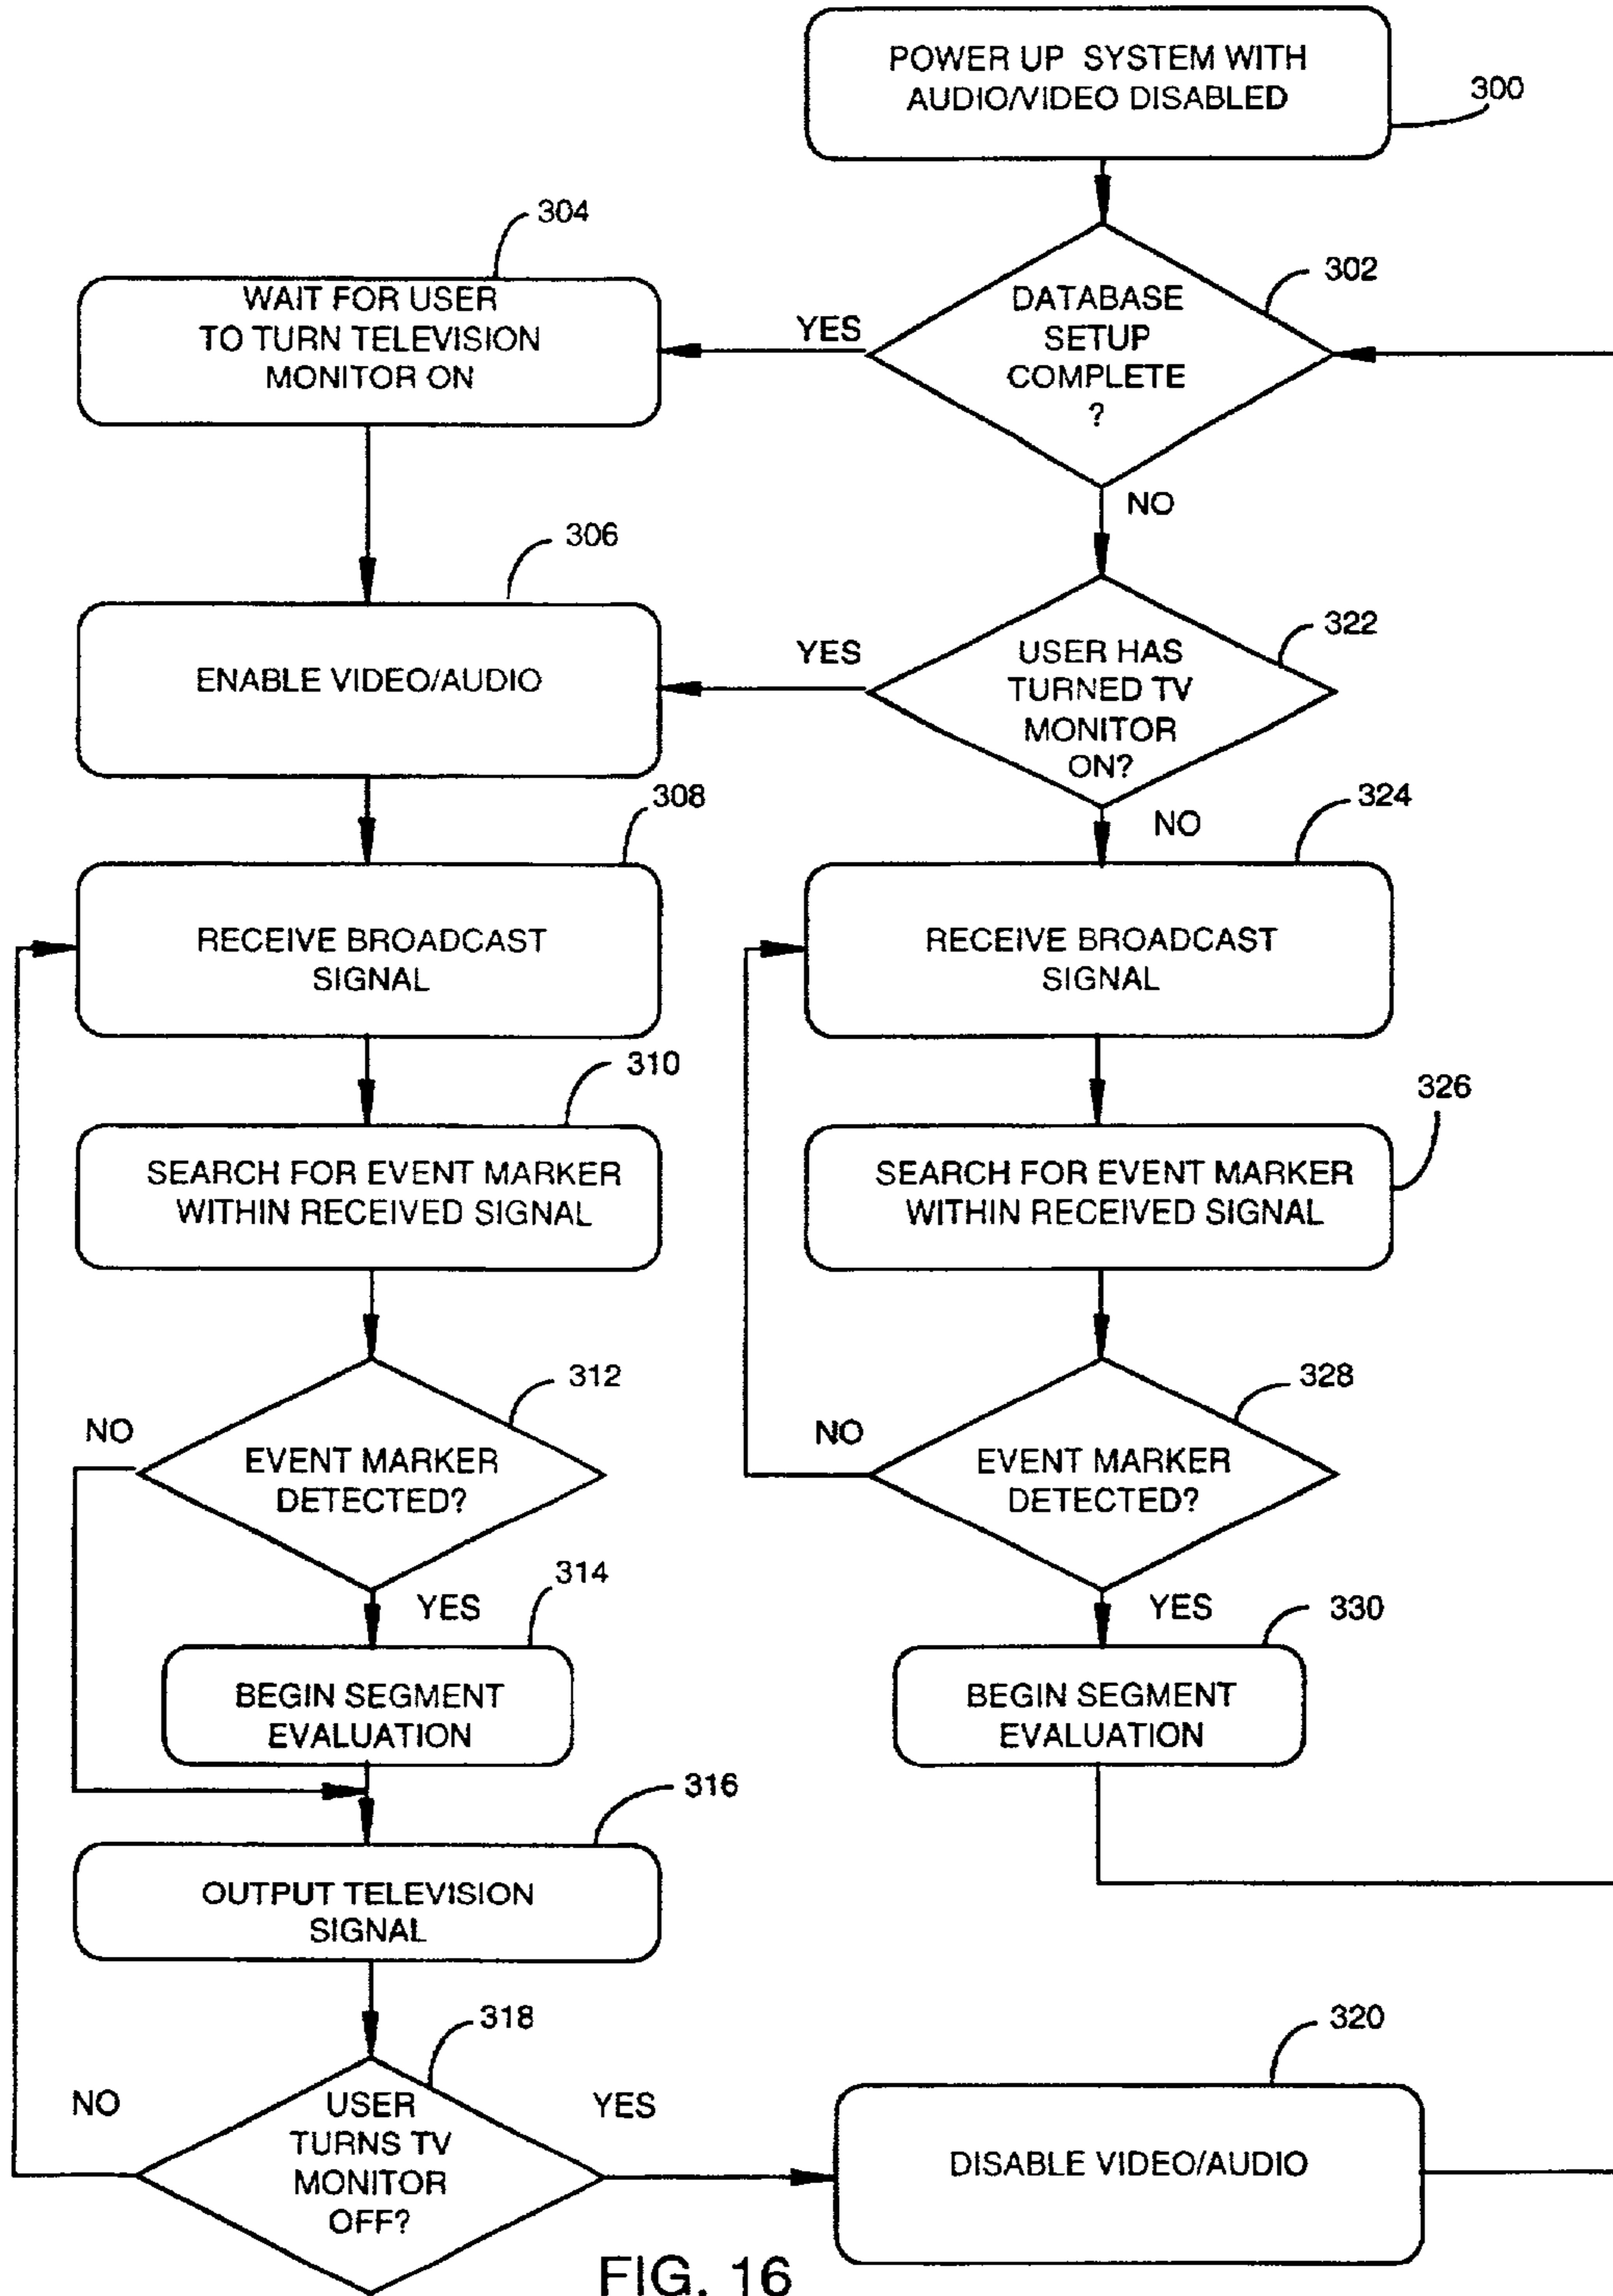 POWER UP SYSTEM WITH
AUDIO/VIDEO DISABLED
300
304
WAIT FOR USER
TO TURN TELEVISION
MONITOR ON
YES
302
DATABASE
SETUP
COMPLETE
?
NO
306
ENABLE VIDEO/AUDIO
YES
322
USER HAS
TURNED TV
MONITOR
ON?
NO
308
RECEIVE BROADCAST
SIGNAL
324
RECEIVE BROADCAST
SIGNAL
310
SEARCH FOR EVENT MARKER
WITHIN RECEIVED SIGNAL
326
SEARCH FOR EVENT MARKER
WITHIN RECEIVED SIGNAL
312
NO
EVENT MARKER
DETECTED?
YES
328
NO
EVENT MARKER
DETECTED?
YES
314
BEGIN SEGMENT
EVALUATION
330
BEGIN SEGMENT
EVALUATION
316
OUTPUT TELEVISION
SIGNAL
318
NO
USER
TURNS TV
MONITOR
OFF?
YES
320
DISABLE VIDEO/AUDIO
FIG. 16